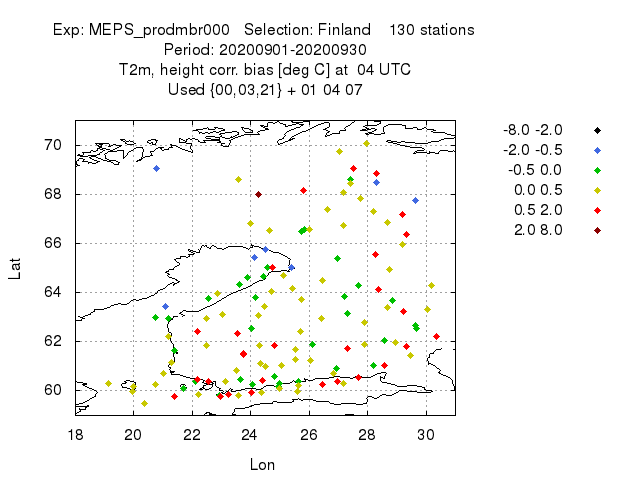 Exp: MEPS_prodmbr000 Selection: Finland 130 stations
Period: 20200901-20200930
T2m, height corr. bias [deg C] at 04 UTC
Used {00,03,21} + 01 04 07
-8.0 -2.0
-2.0 -0.5
-0.5 0.0
0.0 0.5
0.5 2.0
2.0 8.0
Lat
70
68
66
64
62
60
18 20 22 24 26 28 30
Lon